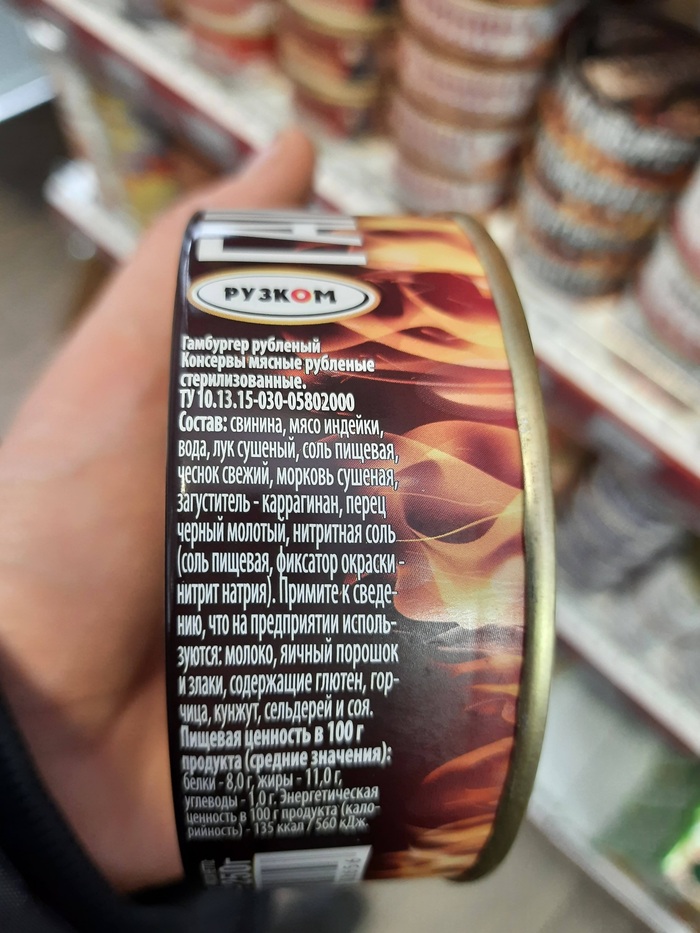 РУЗКОМ
Гамбургер рубленый
Консервы мясные рубленые
стерилизованные.
ТУ 10.13.15-030-05802000
Состав: свинина, мясо индейки,
вода, лук сушеный, соль пищевая,
чеснок свежий, морковь сушеная,
загуститель - каррагинан, перец
черный молотый, нитритная соль
(соль пищевая, фиксатор окраски -
нитрит натрия). Примите к сведе-
нию, что на предприятии исполь-
зуются: молоко, яичный порошок
и злаки, содержащие глютен, гор-
чица, кунжут, сельдерей и соя.
Пищевая ценность в 100 г
продукта (средние значения):
белки - 8,0 г, жиры - 11,0 г,
углеводы - 1,0 г. Энергетическая
ценность в 100 г продукта (кало-
рийность) - 135 ккал / 560 кДж.